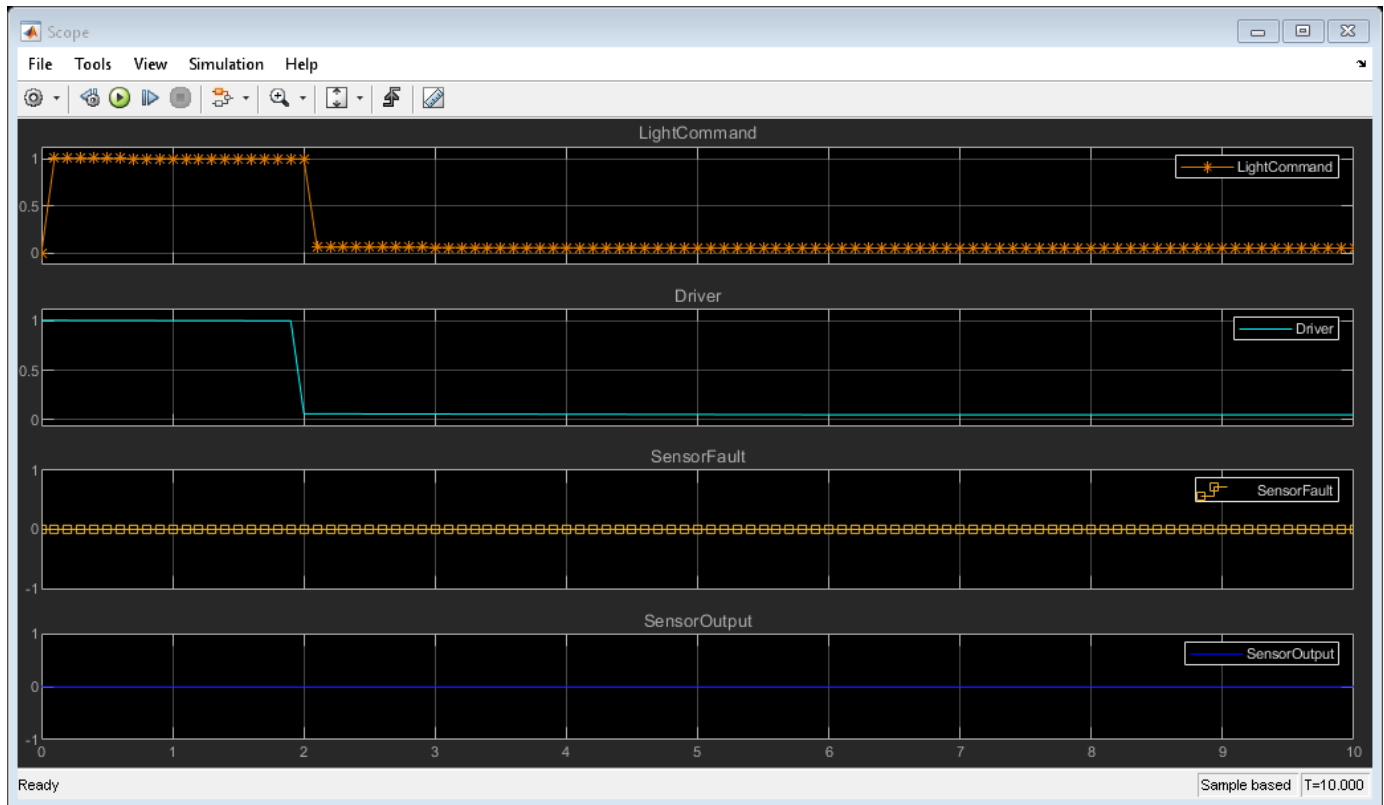 Scope
File Tools View Simulation Help
LightCommand
1
0.5
0
LightCommand
Driver
1
0.5
0
Driver
SensorFault
1
0
-1
SensorFault
SensorOutput
1
0
-1
SensorOutput
0 1 2 3 4 5 6 7 8 9 10
Ready Sample based T=10.000